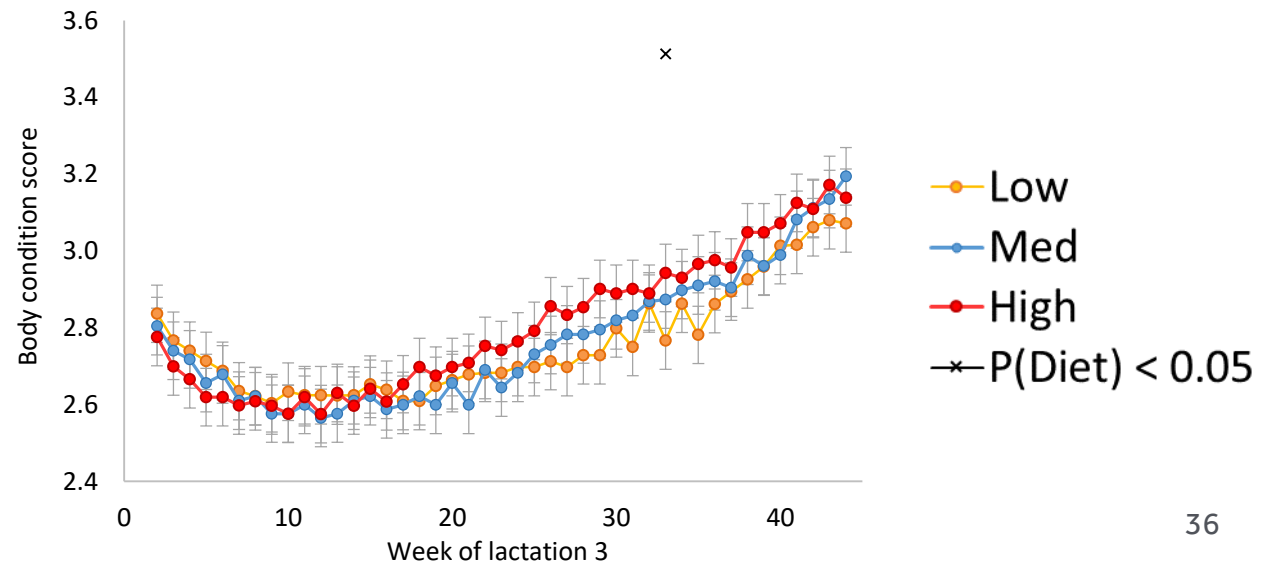 3.6
3.4
3.2
3.0
2.8
2.6
2.4
Body condition score
0 10 20 30 40
Week of lactation 3
Low
Med
High
P(Diet) < 0.05
36